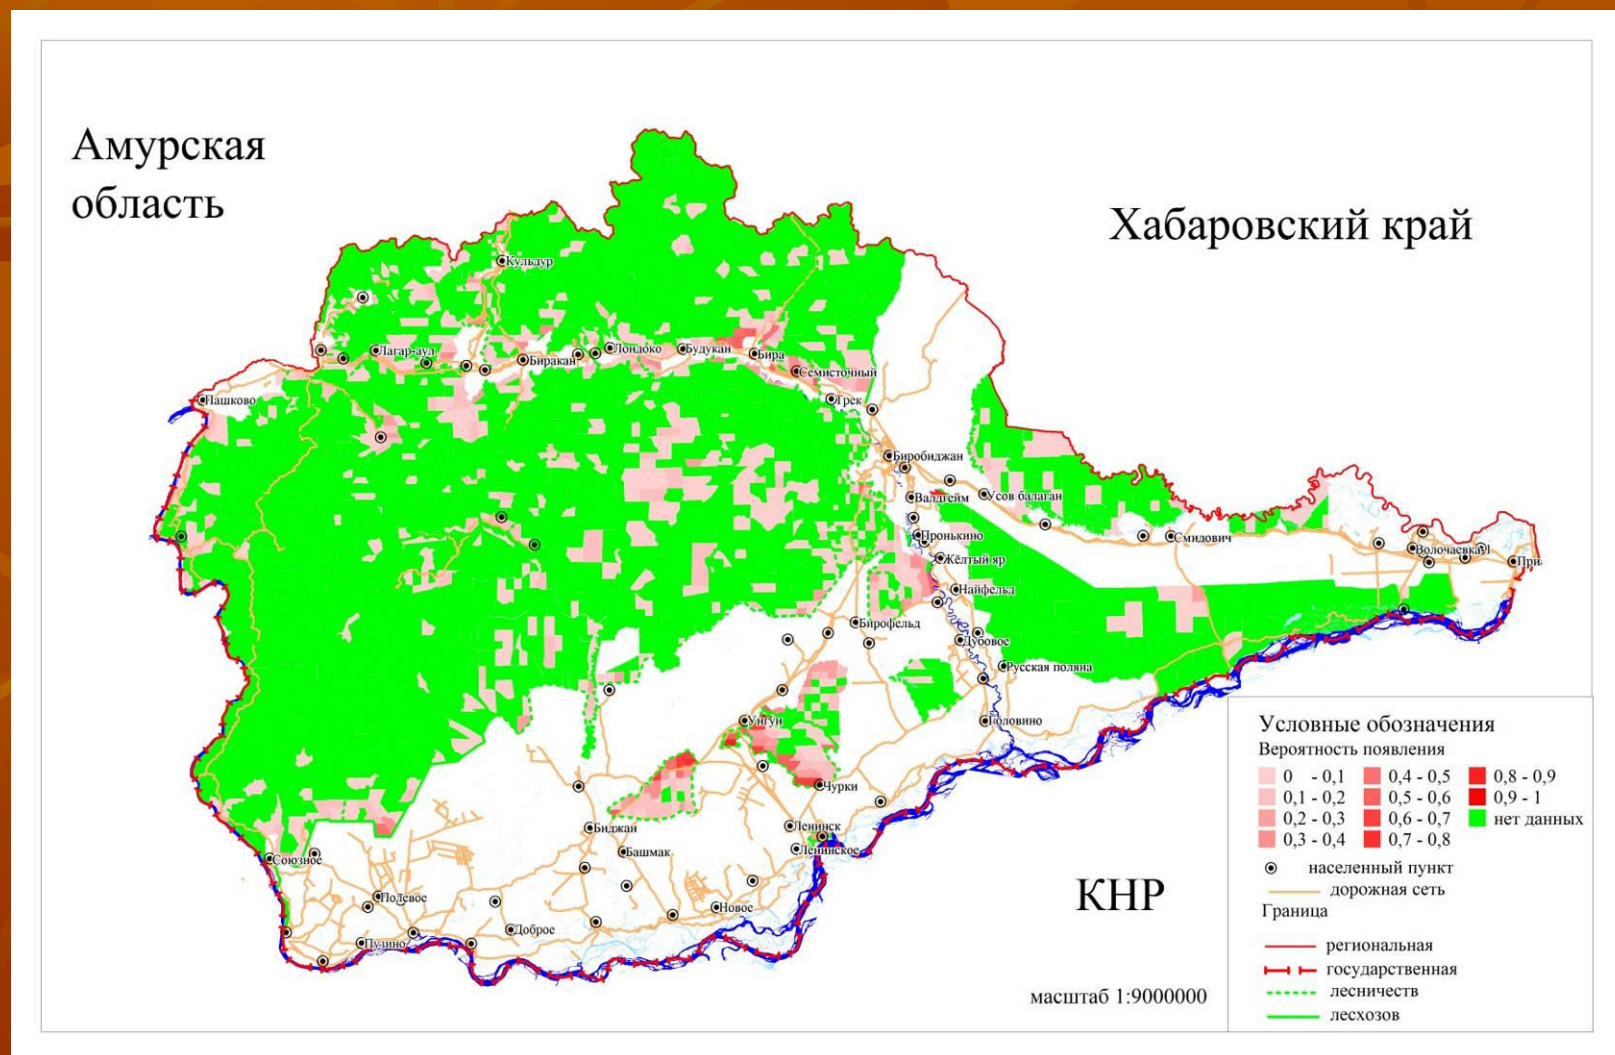 Амурская
область
Хабаровский край
Кульдур
Лагар-аул
Биракан
Лондоко
Будукан
Бира
Семисточный
Пашково
Трек
Биробиджан
Валдгейм
Усов балаган
Пронькино
Смидович
Волочаевка
Жёлтый яр
При
Найфельд
Бирофельд
Дубовое
Русская поляна
Унгун
Головино
Чурки
Биджан
Ленинск
Башмак
Ленинское
Союзное
Полевое
Новое
Доброе
Пузино
КНР
масштаб 1:9000000
Условные обозначения
Вероятность появления
0 - 0,1 0,4 - 0,5 0,8 - 0,9
0,1 - 0,2 0,5 - 0,6 0,9 - 1
0,2 - 0,3 0,6 - 0,7 нет данных
0,3 - 0,4 0,7 - 0,8
населенный пункт
дорожная сеть
Граница
региональная
государственная
лесничеств
лесхозов